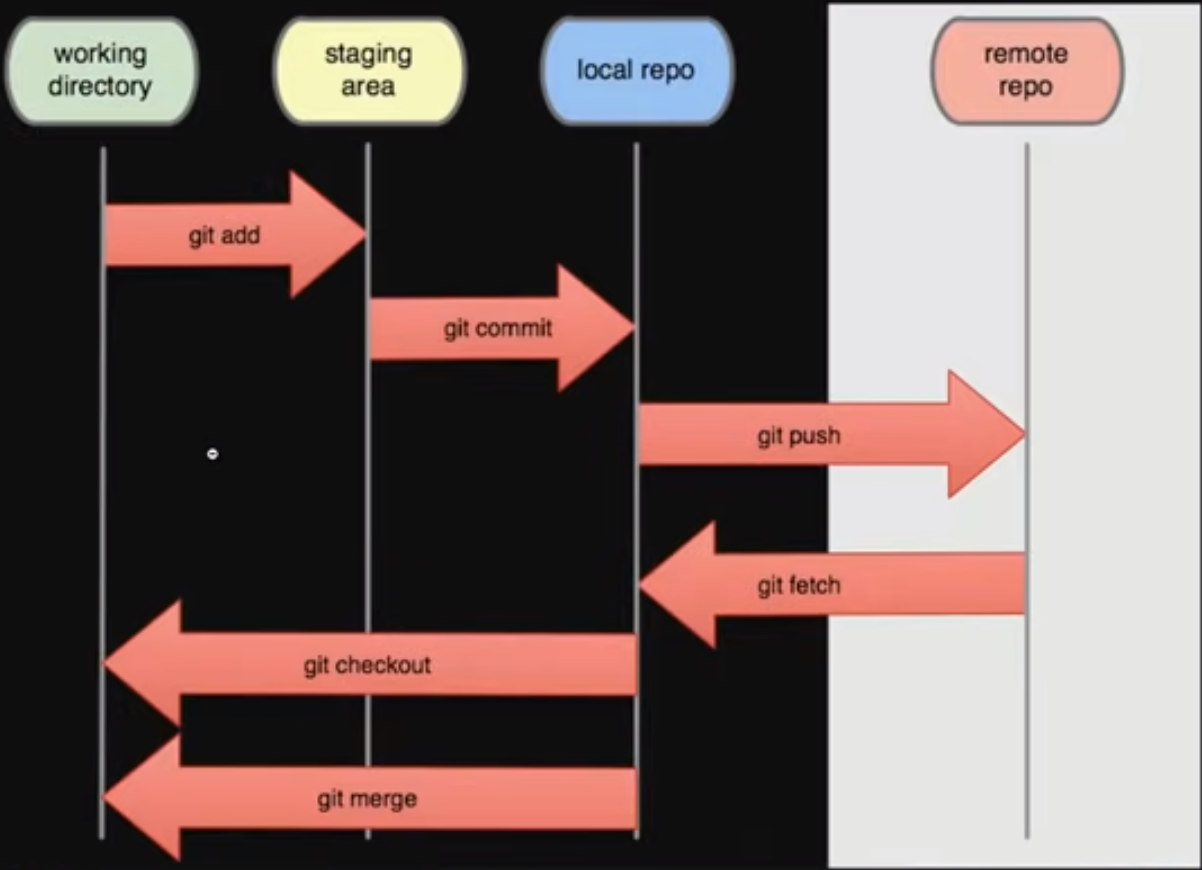 working
directory
staging
area
local repo
remote
repo
git add
git commit
git push
git fetch
git checkout
git merge